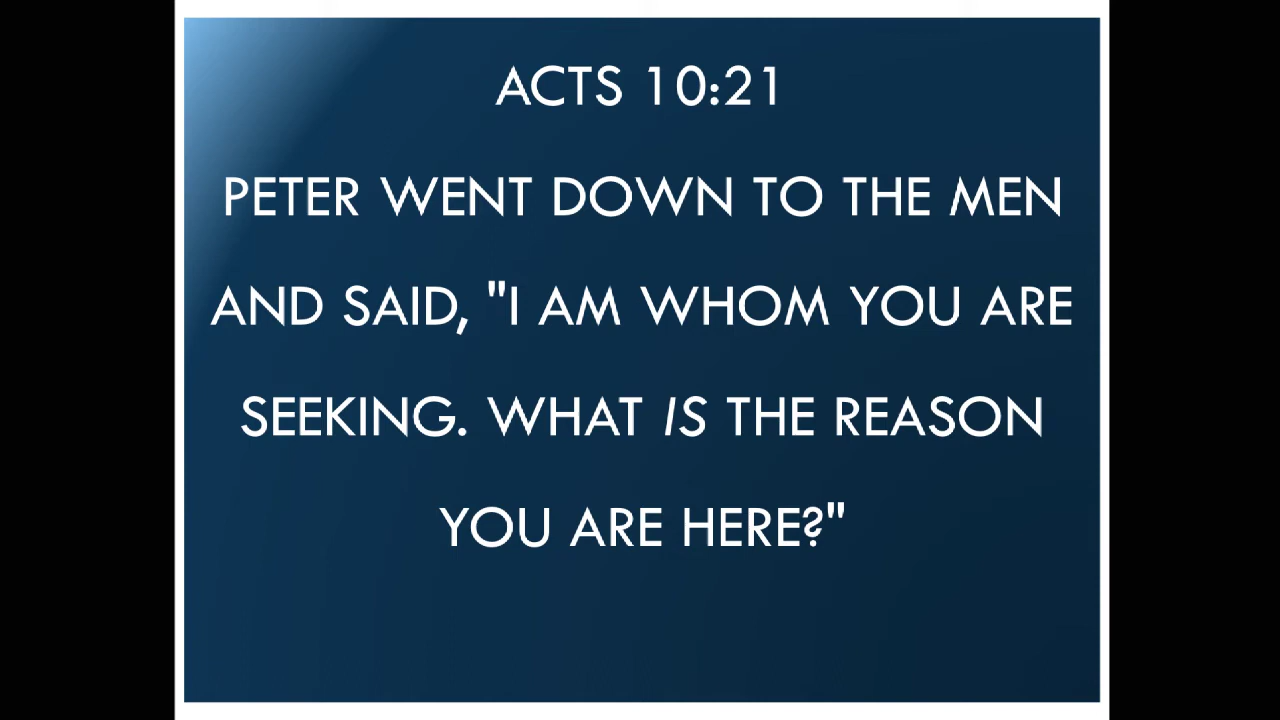 ACTS 10:21
PETER WENT DOWN TO THE MEN
AND SAID, "I AM WHOM YOU ARE
SEEKING. WHAT IS THE REASON
YOU ARE HERE?"